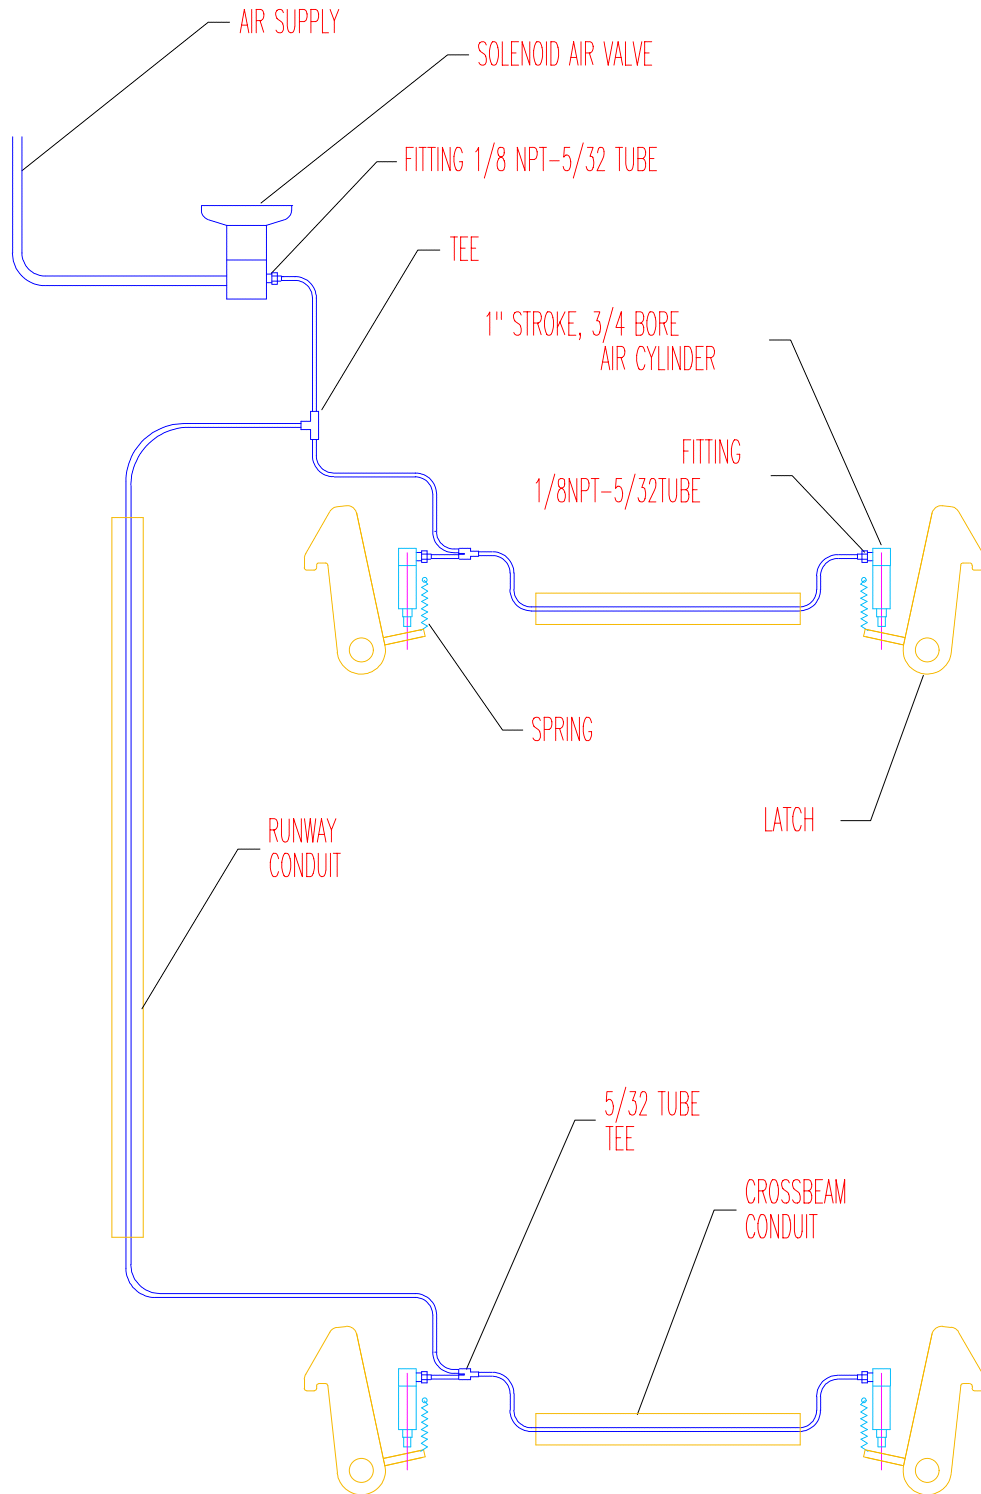 AIR SUPPLY
SOLENOID AIR VALVE
FITTING 1/8 NPT-5/32 TUBE
TEE
1" STROKE, 3/4 BORE
AIR CYLINDER
FITTING
1/8NPT-5/32TUBE
SPRING
LATCH
RUNWAY
CONDUIT
5/32 TUBE
TEE
CROSSBEAM
CONDUIT